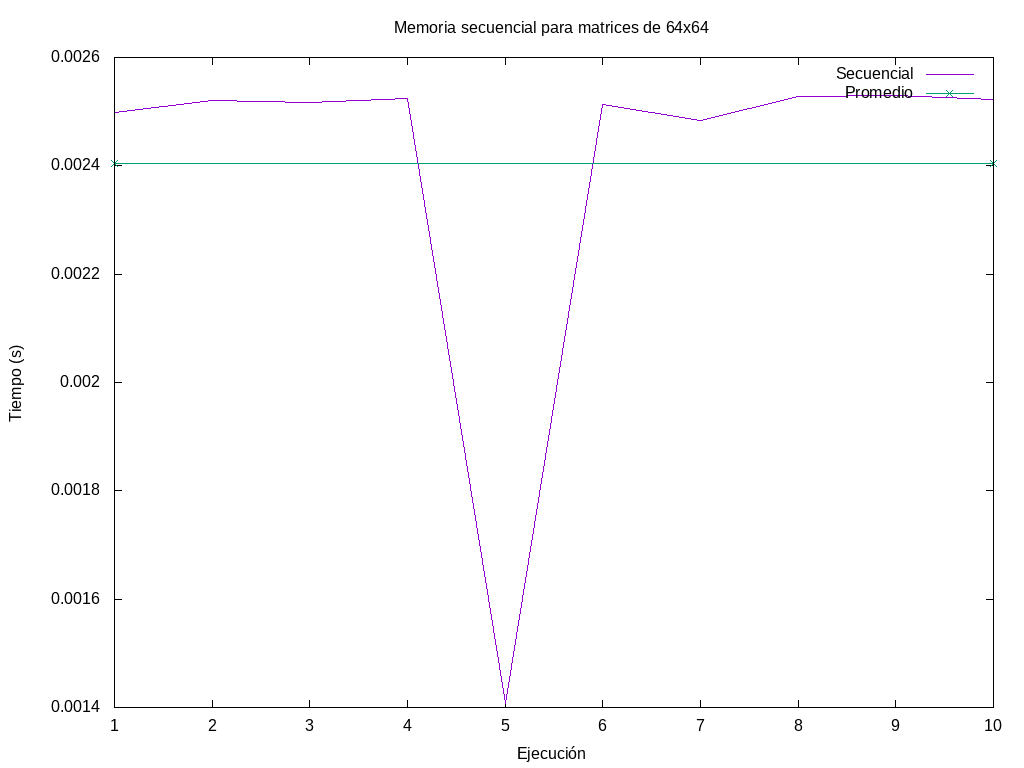 Memoria secuencial para matrices de 64x64
Secuencial
Promedio
0.0026
0.0024
0.0022
0.002
0.0018
0.0016
0.0014
Tiempo (s)
1 2 3 4 5 6 7 8 9 10
Ejecución